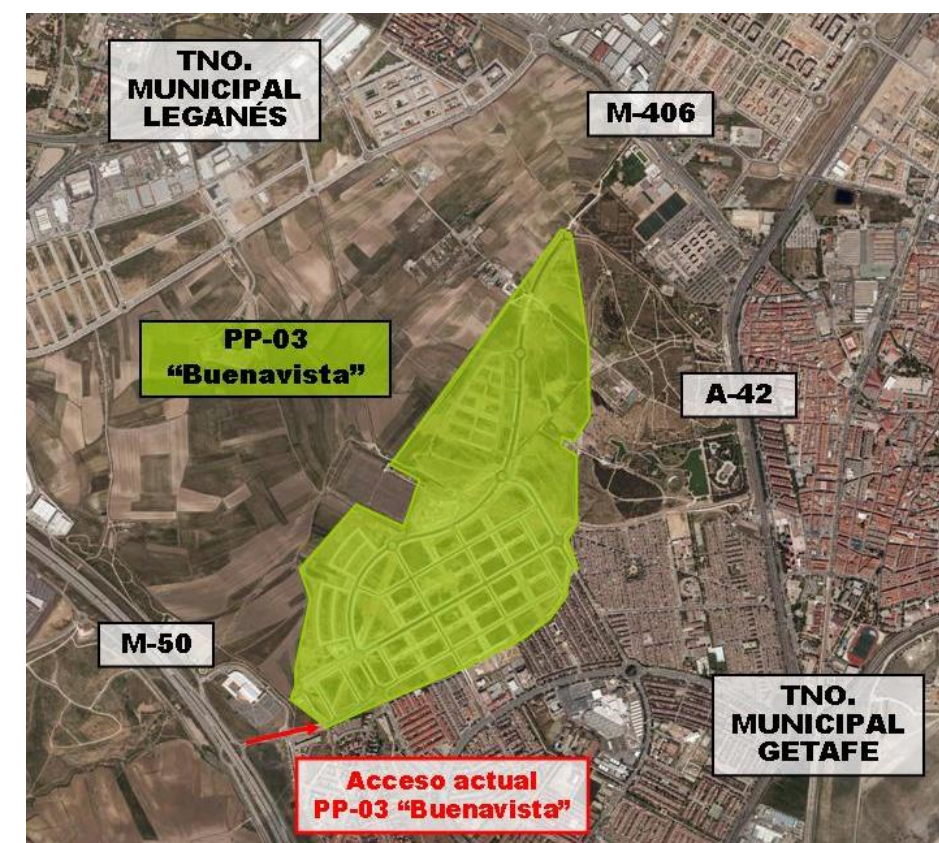 TNO.
MUNICIPAL
LEGANÉS
M-406
PP-03
“Buenavista”
A-42
M-50
TNO.
MUNICIPAL
GETAFE
Acceso actual
PP-03 “Buenavista”